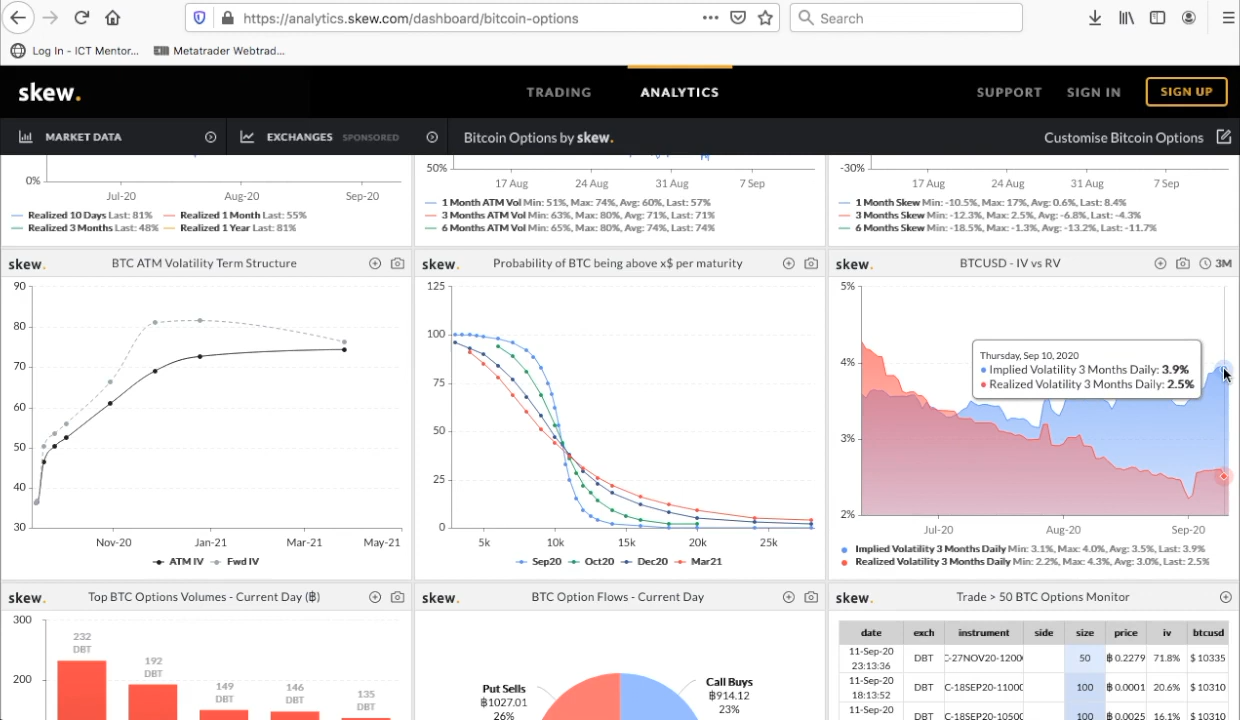 https://analytics.skew.com/dashboard/bitcoin-options
Search
Log In - ICT Mentor...
Metatrader Webtrad...
skew.
TRADING
ANALYTICS
SUPPORT
SIGN IN
SIGN UP
MARKET DATA
EXCHANGES SPONSORED
Bitcoin Options by skew.
Customise Bitcoin Options
0%
Jul-20 Aug-20 Sep-20
Realized 10 Days Last: 81% Realized 1 Month Last: 55%
Realized 3 Months Last: 48% Realized 1 Year Last: 81%
50%
17 Aug 24 Aug 31 Aug 7 Sep
1 Month ATM Vol Min: 51%, Max: 74%, Avg: 60%, Last: 57%
3 Months ATM Vol Min: 63%, Max: 80%, Avg: 71%, Last: 71%
6 Months ATM Vol Min: 65%, Max: 80%, Avg: 74%, Last: 74%
-30%
17 Aug 24 Aug 31 Aug 7 Sep
1 Month Skew Min: -10.5%, Max: 17%, Avg: 0.6%, Last: 8.4%
3 Months Skew Min: -12.3%, Max: 2.5%, Avg: -6.8%, Last: -4.3%
6 Months Skew Min: -18.5%, Max: -1.3%, Avg: -13.2%, Last: -11.7%
skew. BTC ATM Volatility Term Structure
90
80
70
60
50
40
30
Nov-20 Jan-21 Mar-21 May-21
ATM IV Fwd IV
skew. Probability of BTC being above x$ per maturity
125
100
75
50
25
0
5k 10k 15k 20k 25k
Sep20 Oct20 Dec20 Mar21
skew. BTCUSD - IV vs RV 3M
5%
4%
3%
2%
Thursday, Sep 10, 2020
Implied Volatility 3 Months Daily: 3.9%
Realized Volatility 3 Months Daily: 2.5%
Jul-20 Aug-20 Sep-20
Implied Volatility 3 Months Daily Min: 3.1%, Max: 4.0%, Avg: 3.5%, Last: 3.9%
Realized Volatility 3 Months Daily Min: 2.2%, Max: 4.3%, Avg: 3.0%, Last: 2.5%
skew. Top BTC Options Volumes - Current Day (₿)
300
200
232
DBT
192
DBT
149
DBT
146
DBT
135
DBT
skew. BTC Option Flows - Current Day
Put Sells
₿1027.01
26%
Call Buys
₿914.12
23%
skew. Trade > 50 BTC Options Monitor
date exch instrument side size price iv btcusd
11-Sep-20
23:13:36 DBT C-27NOV20-1200 50 ₿ 0.2279 71.8% $ 10335
11-Sep-20
18:13:52 DBT C-18SEP20-11000 100 ₿ 0.0001 20.6% $ 10310
11-Sep-20
DBT C-18SEP20-10500 100 ₿ 0.0025 16.1% $ 10310